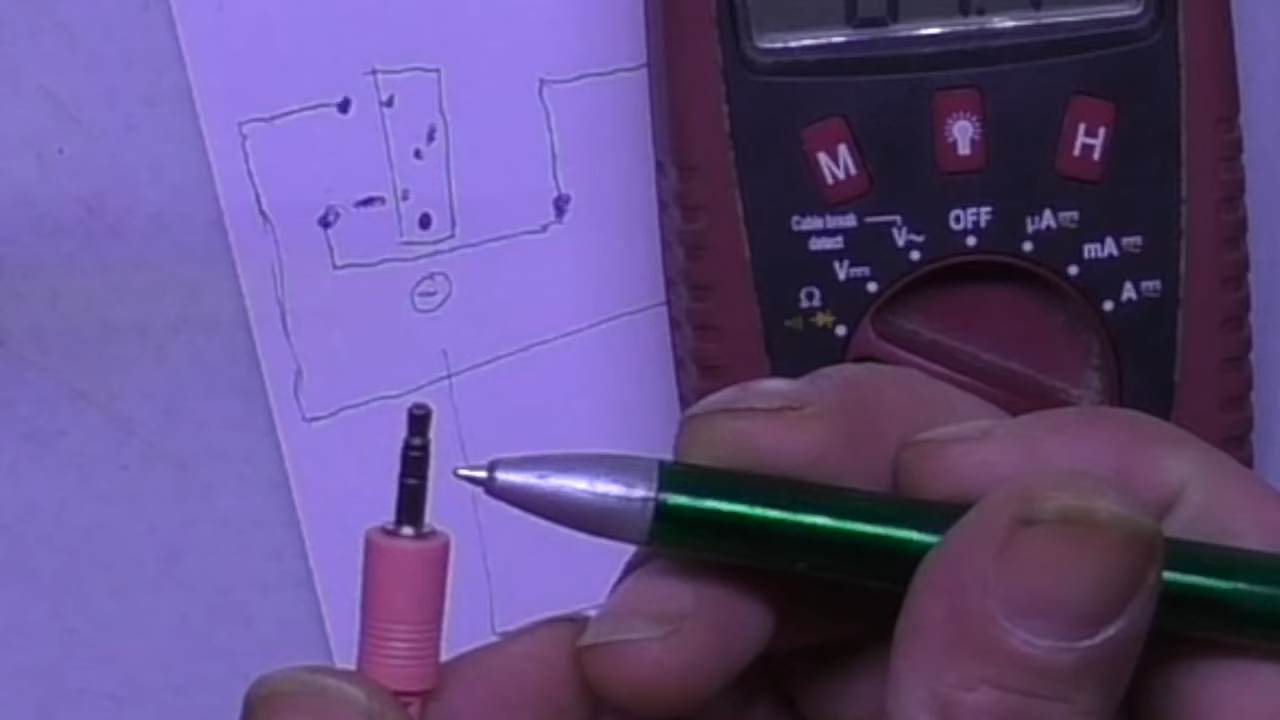 M
H
Cable break
detect
V~
OFF
µA
mA
V
A
Ω